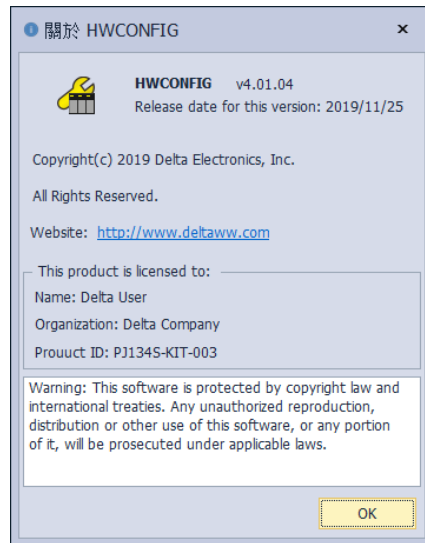 關於 HWCONFIG
HWCONFIG v4.01.04
Release date for this version: 2019/11/25
Copyright(c) 2019 Delta Electronics, Inc.
All Rights Reserved.
Website: http://www.deltaww.com
This product is licensed to:
Name: Delta User
Organization: Delta Company
Prouuct ID: PJ134S-KIT-003
Warning: This software is protected by copyright law and
international treaties. Any unauthorized reproduction,
distribution or other use of this software, or any portion
of it, will be prosecuted under applicable laws.
OK